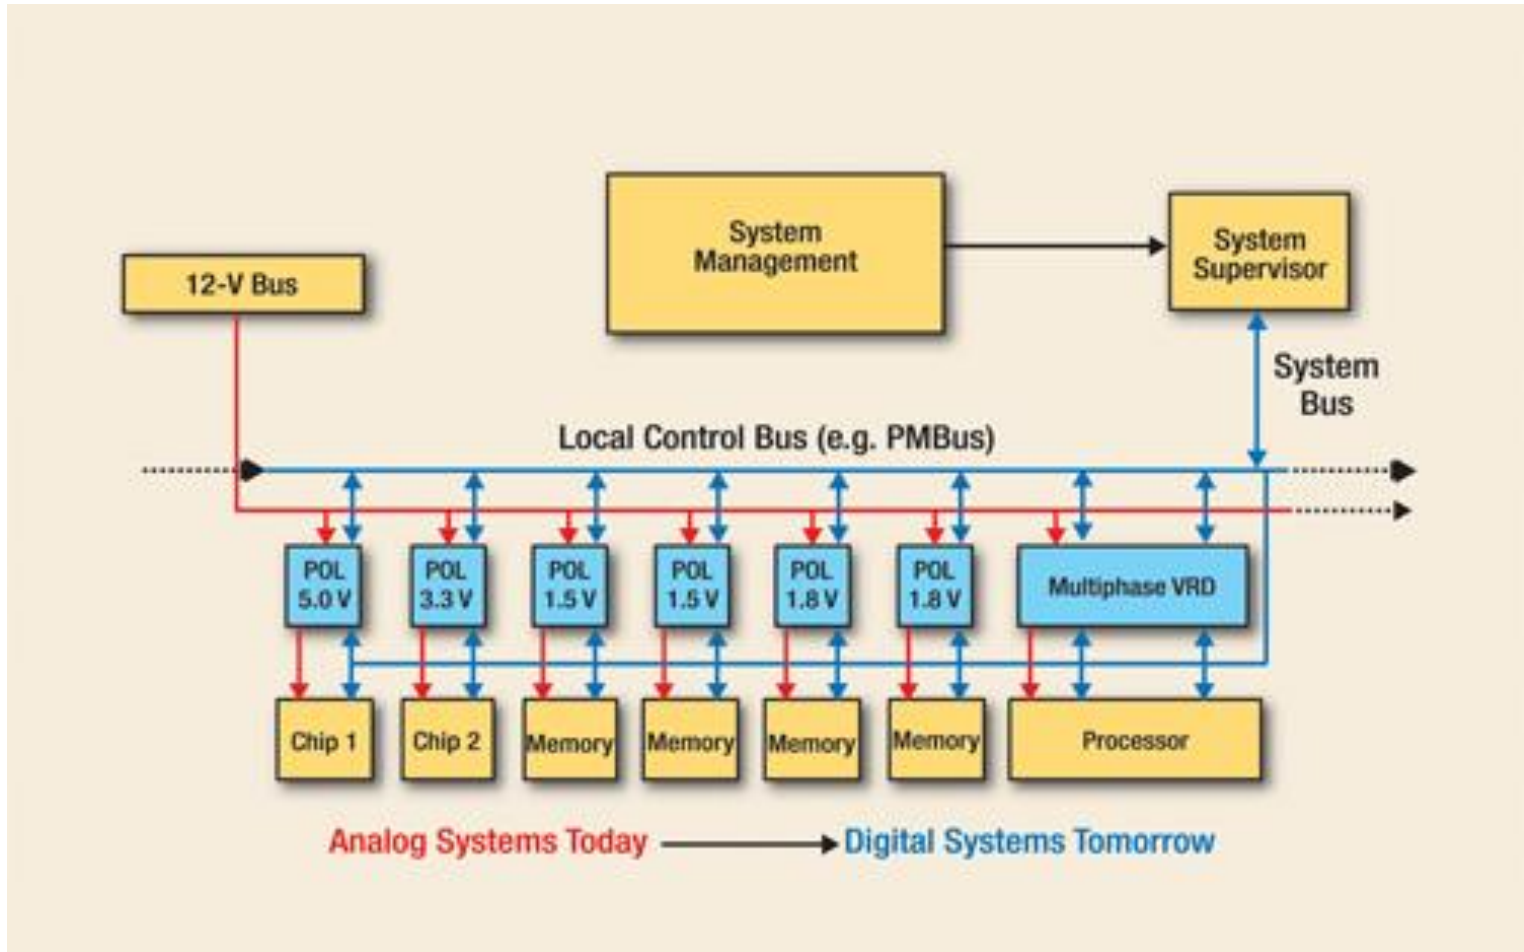 System
Management
System
Supervisor
12-V Bus
System
Bus
Local Control Bus (e.g. PMBus)
POL
5.0 V
POL
3.3 V
POL
1.5 V
POL
1.5 V
POL
1.8 V
POL
1.8 V
Multiphase VRD
Chip 1
Chip 2
Memory
Memory
Memory
Memory
Processor
Analog Systems Today
Digital Systems Tomorrow